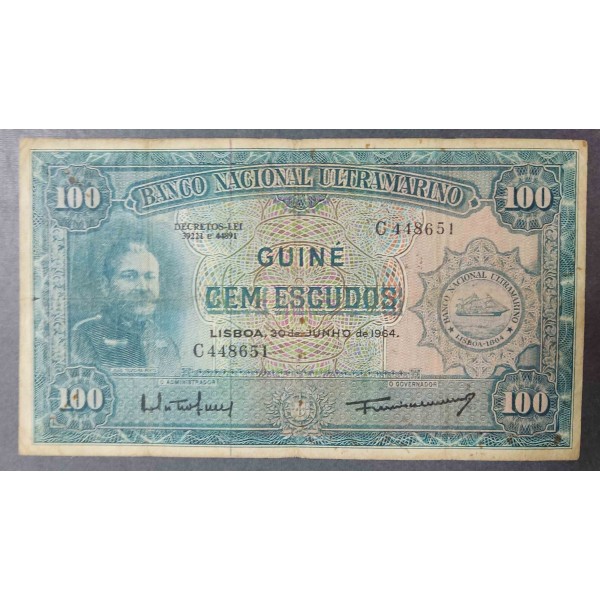 BANCO NACIONAL ULTRAMARINO
100
100
DECRETOS-LEI
39221 e 44891
C 448651
GUINÉ
CEM ESCUDOS
LISBOA, 30 de JUNHO de 1964.
C 448651
BANCO NACIONAL ULTRAMARINO
LISBOA-1864
O ADMINISTRADOR
O GOVERNADOR
100
100